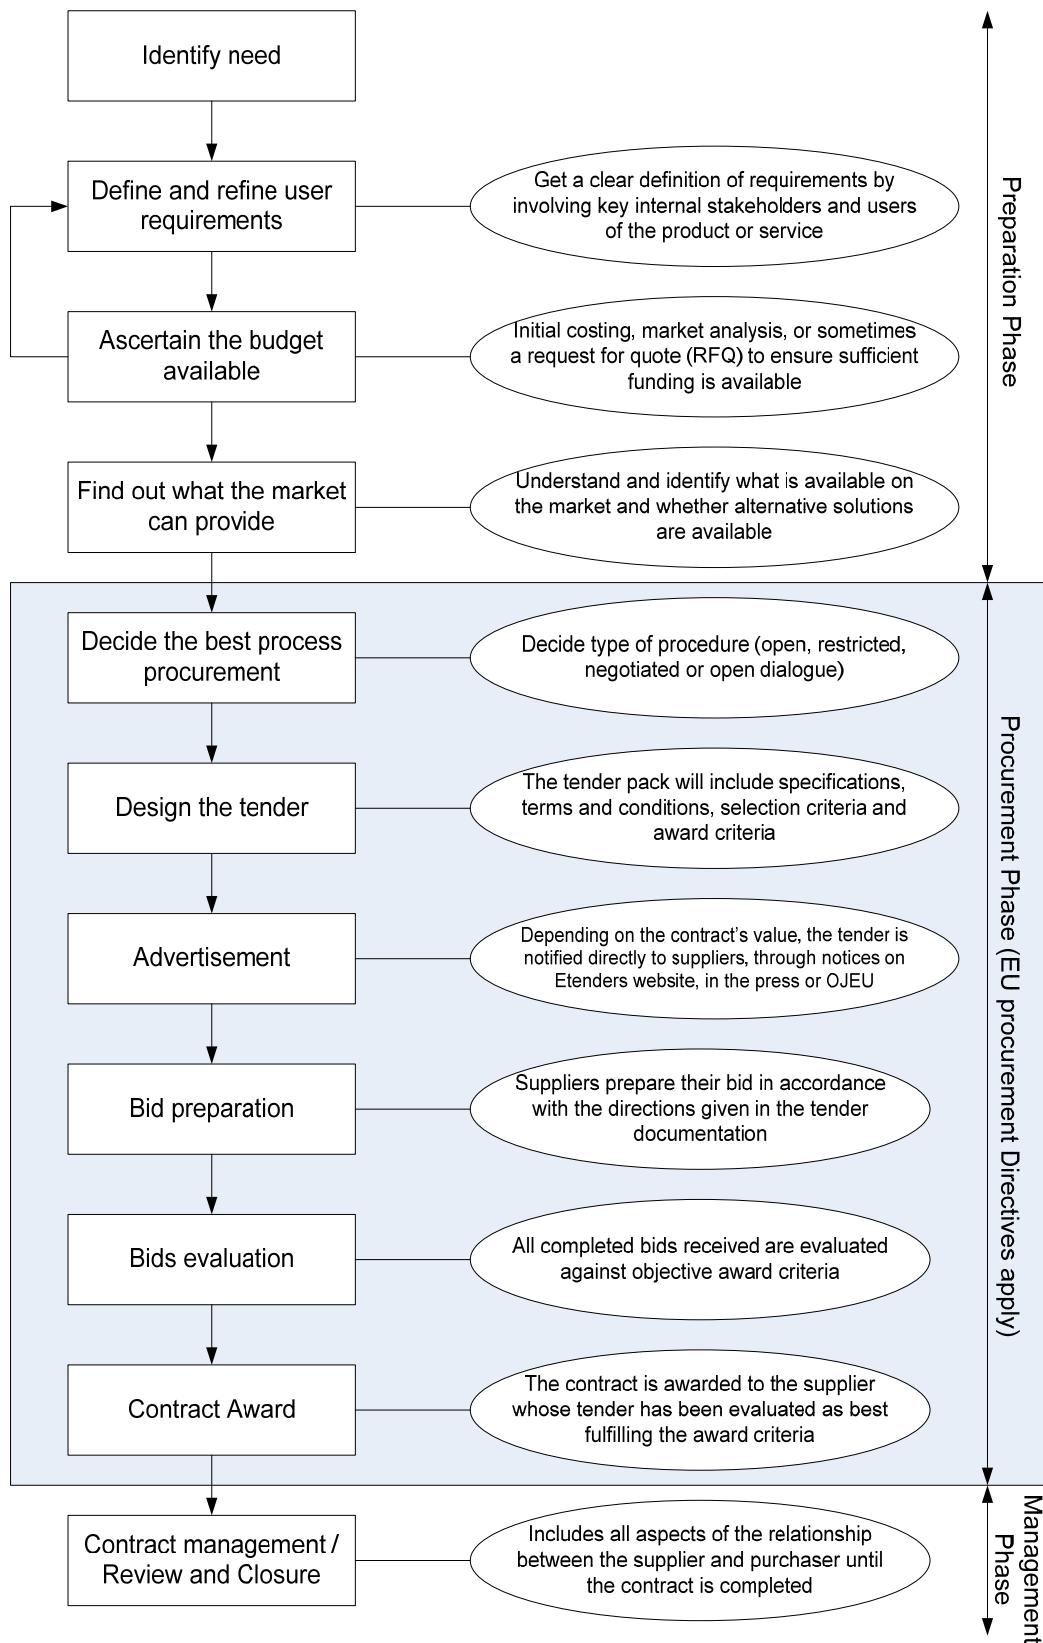 Identify need
Define and refine user
requirements
Get a clear definition of requirements by
involving key internal stakeholders and users
of the product or service
Ascertain the budget
available
Initial costing, market analysis, or sometimes
a request for quote (RFQ) to ensure sufficient
funding is available
Find out what the market
can provide
Understand and identify what is available on
the market and whether alternative solutions
are available
Preparation Phase
Decide the best process
procurement
Decide type of procedure (open, restricted,
negotiated or open dialogue)
Design the tender
The tender pack will include specifications,
terms and conditions, selection criteria and
award criteria
Advertisement
Depending on the contract's value, the tender is
notified directly to suppliers, through notices on
Etenders website, in the press or OJEU
Bid preparation
Suppliers prepare their bid in accordance
with the directions given in the tender
documentation
Bids evaluation
All completed bids received are evaluated
against objective award criteria
Contract Award
The contract is awarded to the supplier
whose tender has been evaluated as best
fulfilling the award criteria
Procurement Phase (EU procurement Directives apply)
Contract management /
Review and Closure
Includes all aspects of the relationship
between the supplier and purchaser until
the contract is completed
Management
Phase